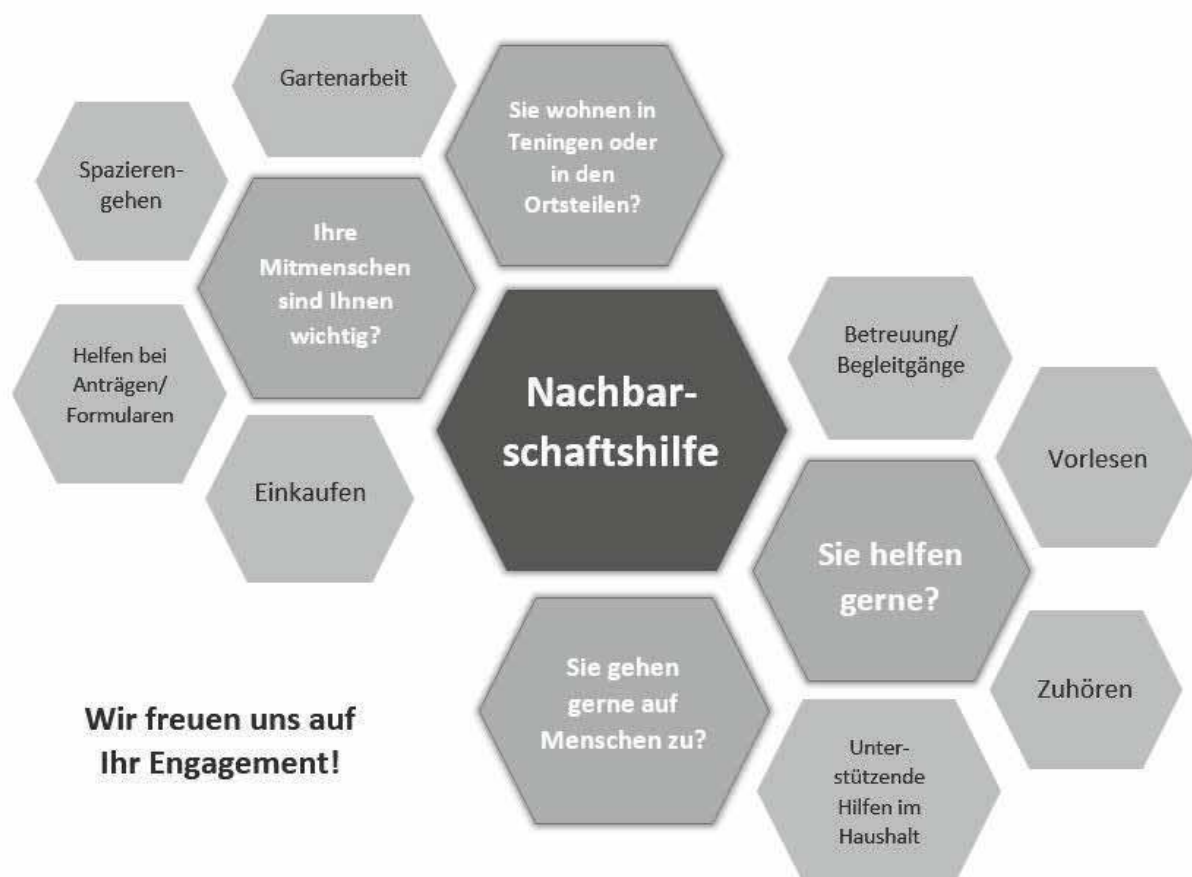 Gartenarbeit
Sie wohnen in
Teningen oder
in den
Ortsteilen?
Spazieren-
gehen
Ihre
Mitmenschen
sind Ihnen
wichtig?
Helfen bei
Anträgen/
Formularen
Einkaufen
Nachbar-
schaftshilfe
Betreuung/
Begleitgänge
Vorlesen
Sie helfen
gerne?
Sie gehen
gerne auf
Menschen zu?
Zuhören
Unter-
stützende
Hilfen im
Haushalt
Wir freuen uns auf
Ihr Engagement!